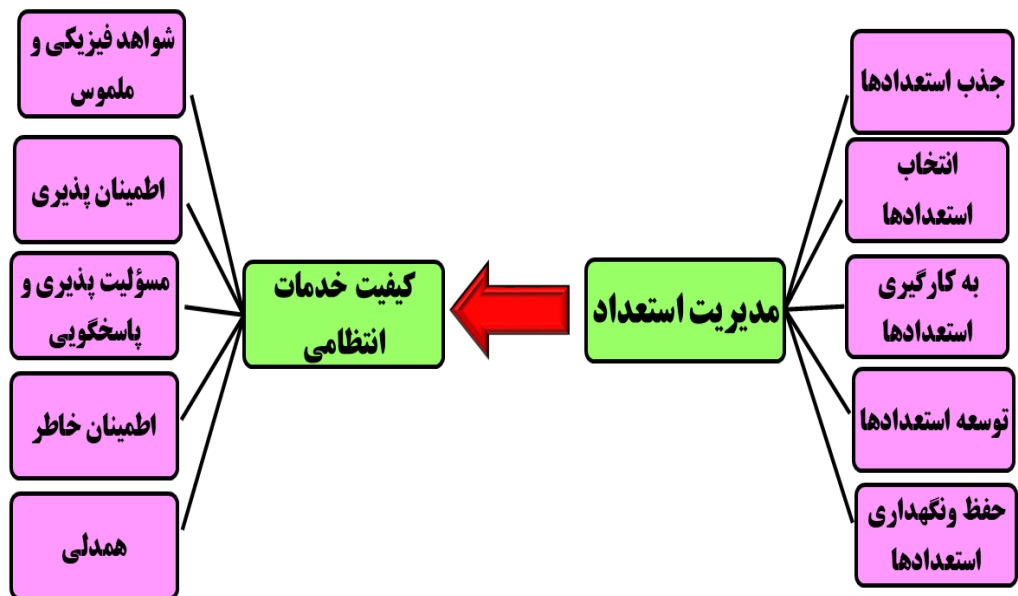 جذب استعدادها
انتخاب
استعدادها
به کارگیری
استعدادها
توسعه استعدادها
حفظ ونگهداری
استعدادها
مدیریت استعداد
کیفیت خدمات
انتظامی
شواهد فیزیکی و
ملموس
اطمینان پذیری
مسؤلیت پذیری و
پاسخگویی
اطمینان خاطر
همدلی